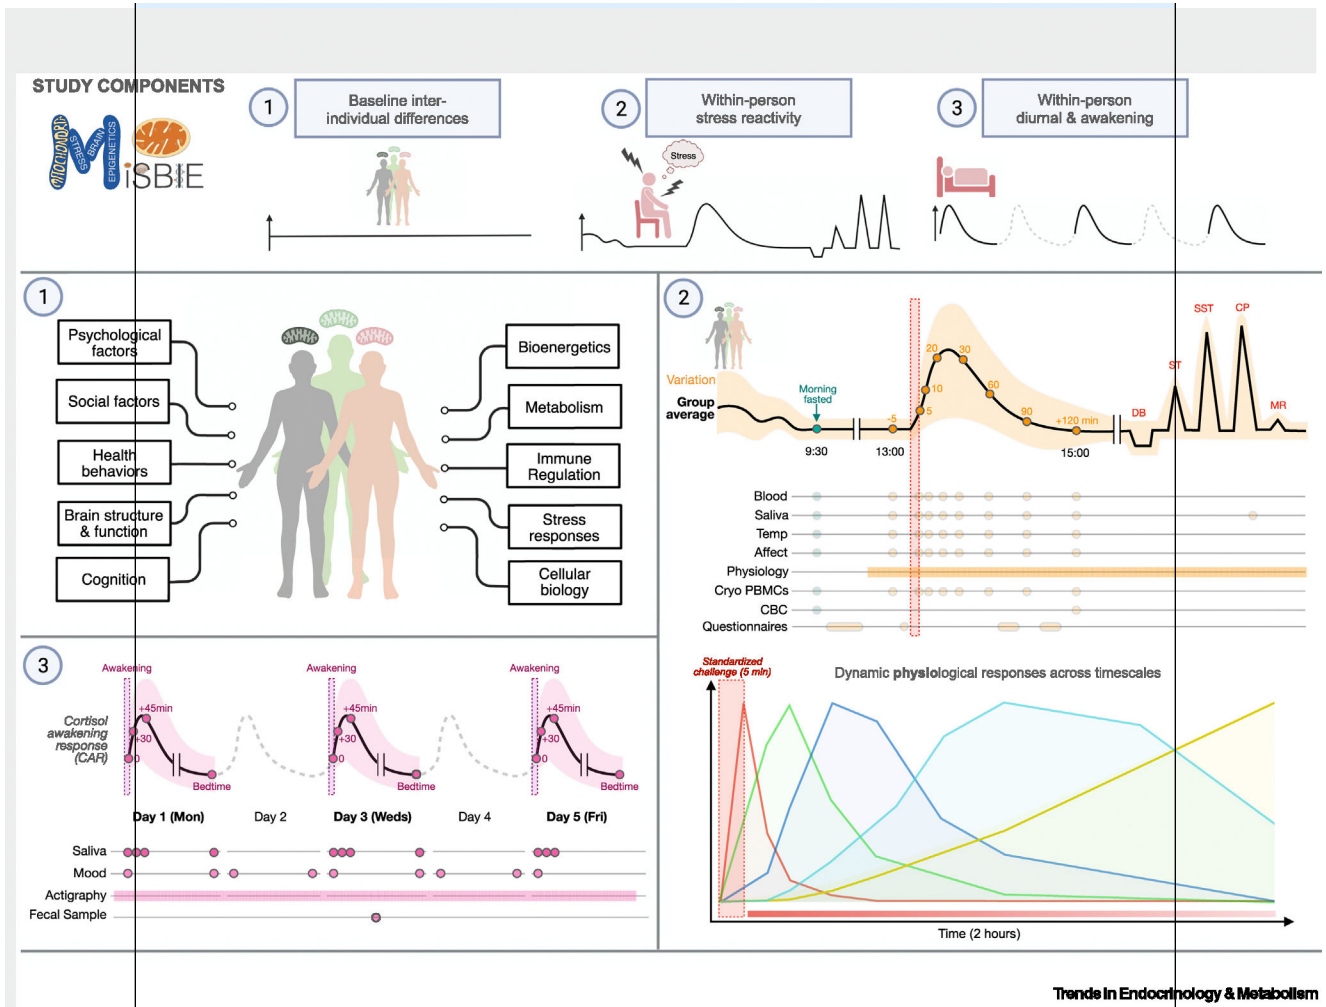 STUDY COMPONENTS
MITOCHONDRIA
STRESS
BRAIN
EPIGENETICS
MiSBIE
1
Baseline inter-
individual differences
2
Within-person
stress reactivity
Stress
3
Within-person
diurnal & awakening
1
Psychological
factors
Social factors
Health
behaviors
Brain structure
& function
Cognition
Bioenergetics
Metabolism
Immune
Regulation
Stress
responses
Cellular
biology
2
Variation
Group
average
Morning
fasted
9:30
-5
13:00
5
10
20
30
60
90
+120 min
15:00
DB
ST
SST
CP
MR
Blood
Saliva
Temp
Affect
Physiology
Cryo PBMCs
CBC
Questionnaires
Standardized
challenge (5 min)
Dynamic physiological responses across timescales
Time (2 hours)
3
Cortisol
awakening
response
(CAR)
Awakening
+45min
+30
0
Bedtime
Awakening
+45min
+30
0
Bedtime
Awakening
+45min
+30
0
Bedtime
Day 1 (Mon)
Day 2
Day 3 (Weds)
Day 4
Day 5 (Fri)
Saliva
Mood
Actigraphy
Fecal Sample
Trends in Endocrinology & Metabolism